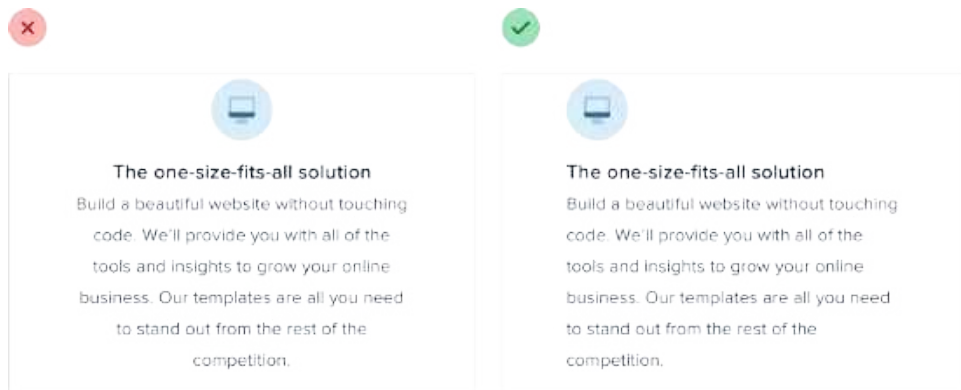 The one-size-fits-all solution
Build a beautiful website without touching
code. We'll provide you with all of the
tools and insights to grow your online
business. Our templates are all you need
to stand out from the rest of the
competition.
The one-size-fits-all solution
Build a beautiful website without touching
code. We'll provide you with all of the
tools and insights to grow your online
business. Our templates are all you need
to stand out from the rest of the
competition.